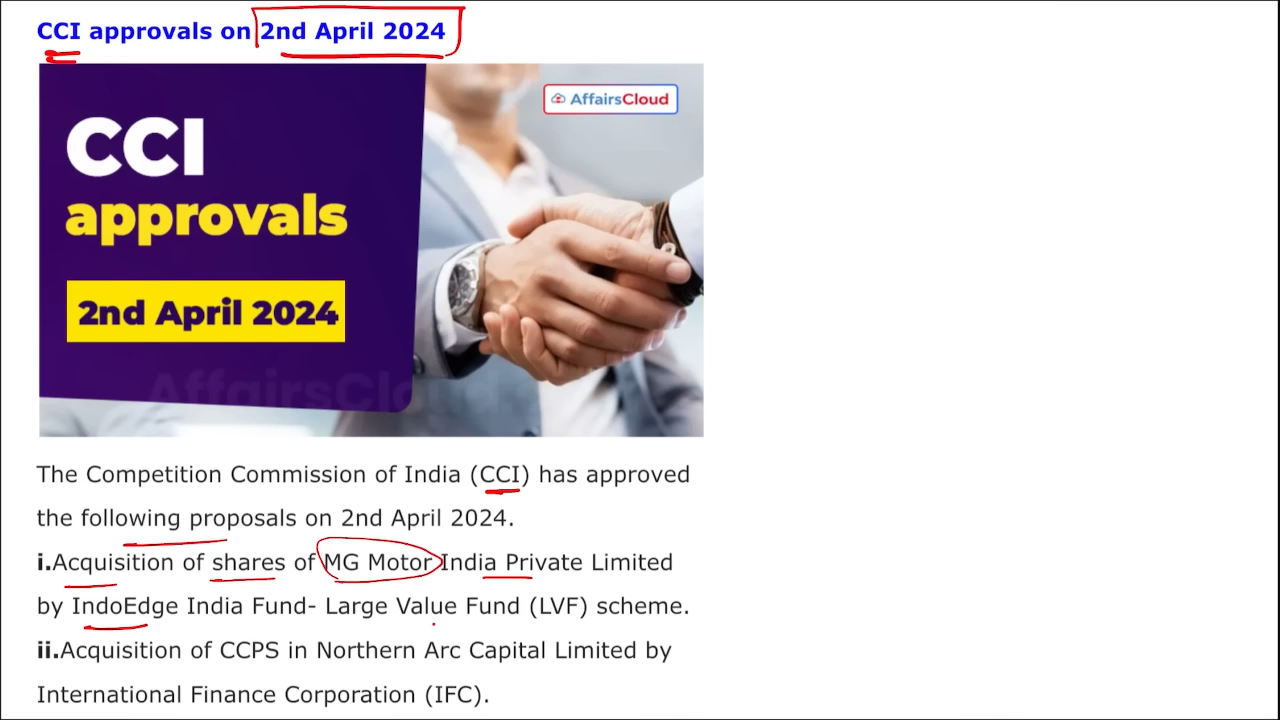 CCI approvals on 2nd April 2024
AffairsCloud
CCI
approvals
2nd April 2024
AffairsCloud
The Competition Commission of India (CCI) has approved
the following proposals on 2nd April 2024.
i.Acquisition of shares of MG Motor India Private Limited
by IndoEdge India Fund- Large Value Fund (LVF) scheme.
ii.Acquisition of CCPS in Northern Arc Capital Limited by
International Finance Corporation (IFC).